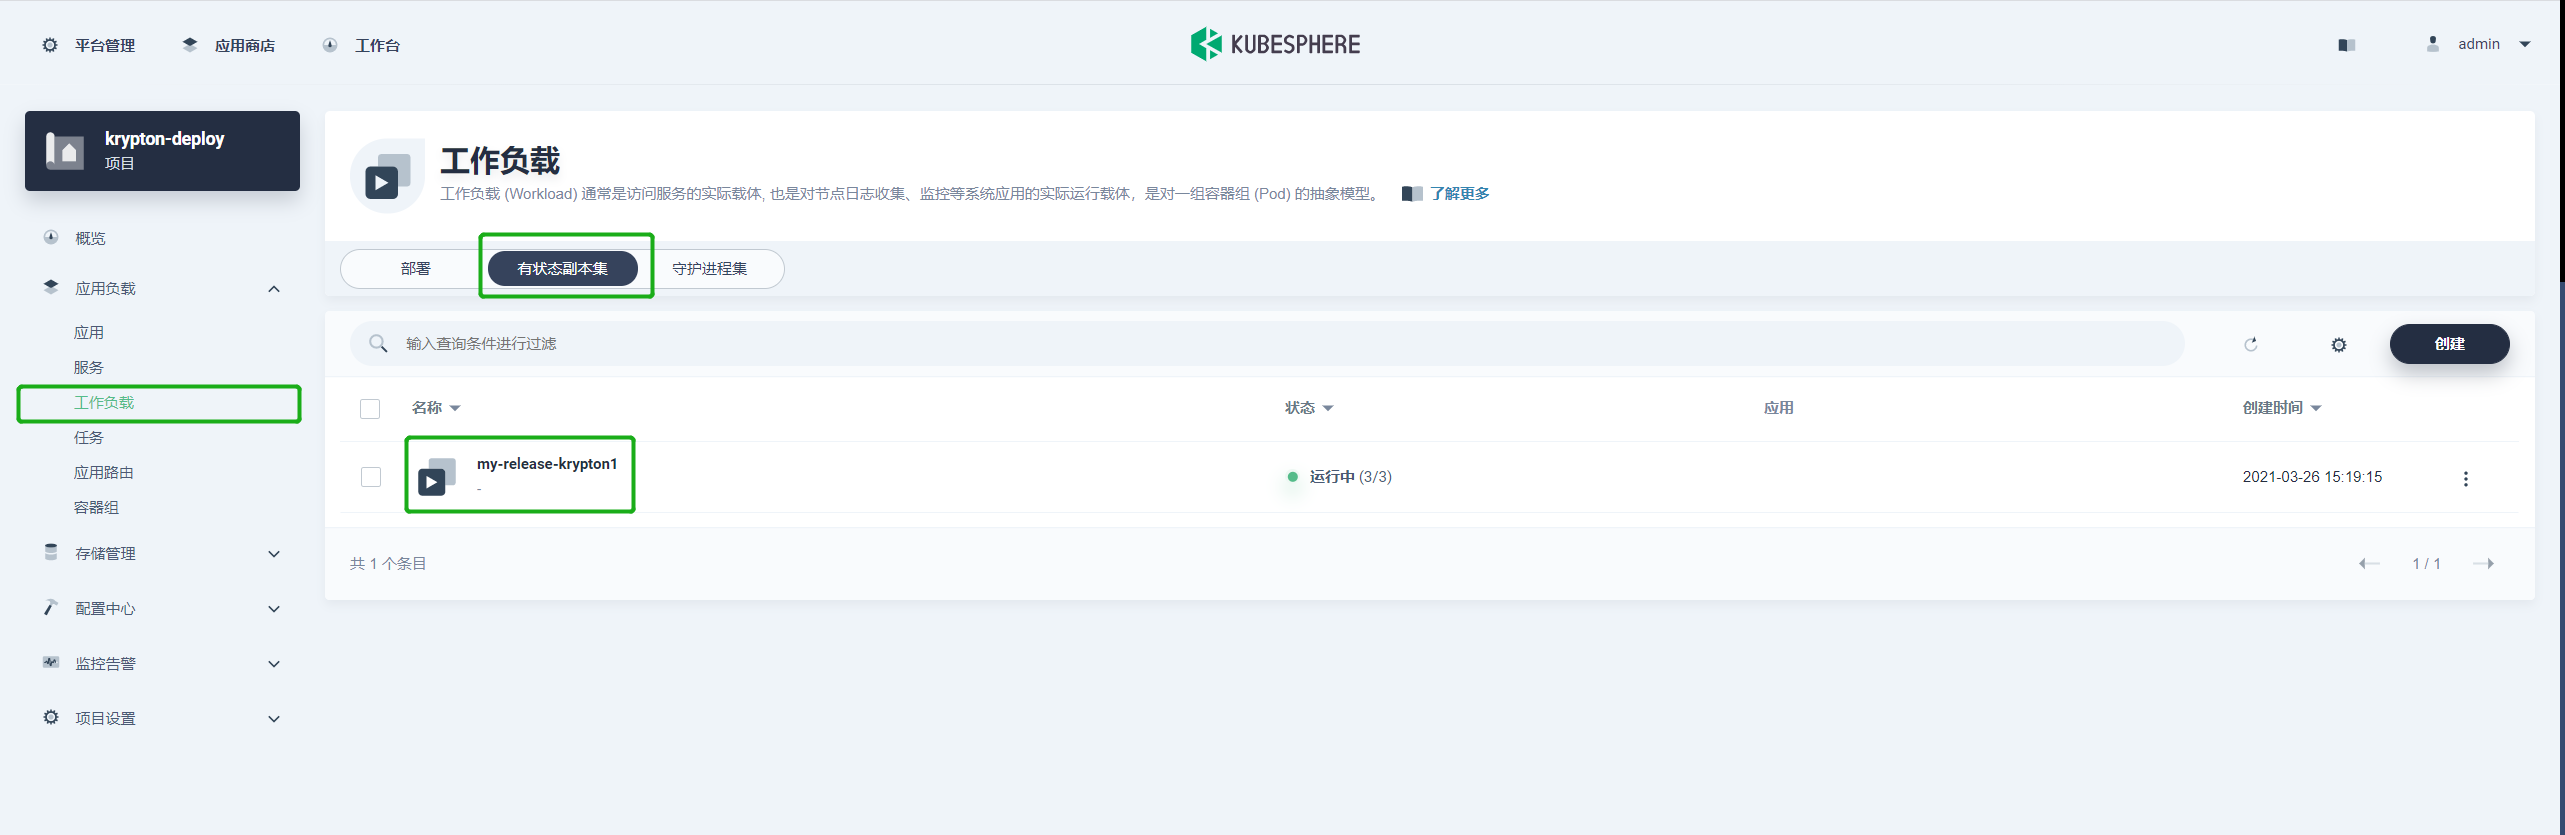 平台管理
应用商店
工作台
KUBESPHERE
admin
krypton-deploy
项目
概览
应用负载
应用
服务
工作负载
任务
应用路由
容器组
存储管理
配置中心
监控告警
项目设置
工作负载
工作负载 (Workload) 通常是访问服务的实际载体, 也是对节点日志收集、监控等系统应用的实际运行载体，是对一组容器组 (Pod) 的抽象模型。 了解更多
部署
有状态副本集
守护进程集
输入查询条件进行过滤
创建
名称
状态
应用
创建时间
my-release-krypton1
-
运行中 (3/3)
2021-03-26 15:19:15
共 1 个条目
1 / 1